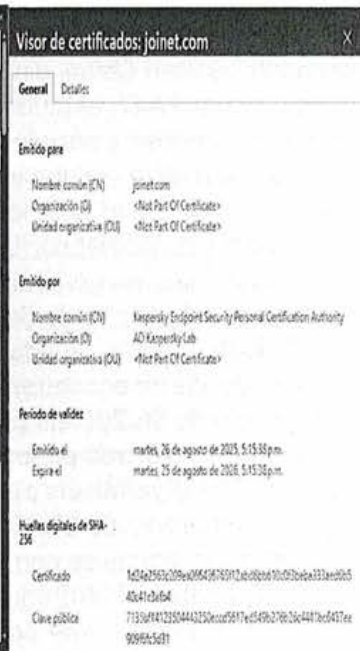 Visor de certificados: joinet.com X
General Detalles
Emitido para
Nombre común (CN) joinet.com
Organización (O) <Not Part Of Certificate>
Unidad organizativa (OU) <Not Part Of Certificate>
Emitido por
Nombre común (CN) Kaspersky Endpoint Security Personal Certification Authority
Organización (O) AO Kaspersky Lab
Unidad organizativa (OU) <Not Part Of Certificate>
Período de validez
Emitido el martes, 26 de agosto de 2025, 5:15:38 p.m.
Expira el martes, 25 de agosto de 2026, 5:15:38 p.m.
Huellas digitales de SHA-
256
Certificado
Clave pública